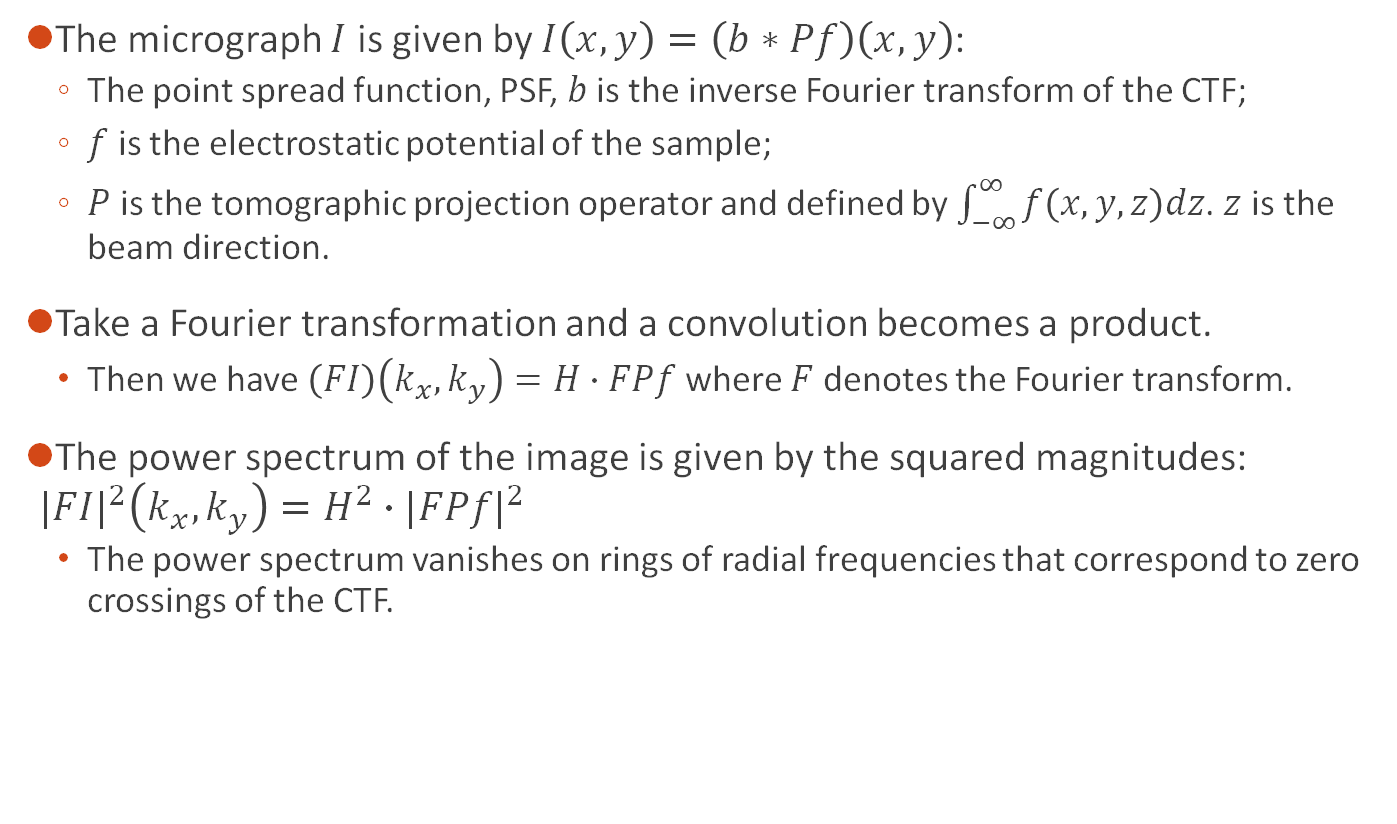 ●The micrograph 𝐼 is given by 𝐼(𝑥, 𝑦) = (𝑏 ∗ 𝑃𝑓)(𝑥, 𝑦):
◦ The point spread function, PSF, 𝑏 is the inverse Fourier transform of the CTF;
◦ 𝑓 is the electrostatic potential of the sample;
◦ 𝑃 is the tomographic projection operator and defined by ∫_{−∞}^{∞} 𝑓(𝑥, 𝑦, 𝑧)𝑑𝑧. 𝑧 is the
beam direction.
●Take a Fourier transformation and a convolution becomes a product.
• Then we have (𝐹𝐼)(𝑘ₓ, 𝑘_𝑦) = 𝐻 · 𝐹𝑃𝑓 where 𝐹 denotes the Fourier transform.
●The power spectrum of the image is given by the squared magnitudes:
|𝐹𝐼|²(𝑘ₓ, 𝑘_𝑦) = 𝐻² · |𝐹𝑃𝑓|²
• The power spectrum vanishes on rings of radial frequencies that correspond to zero
crossings of the CTF.